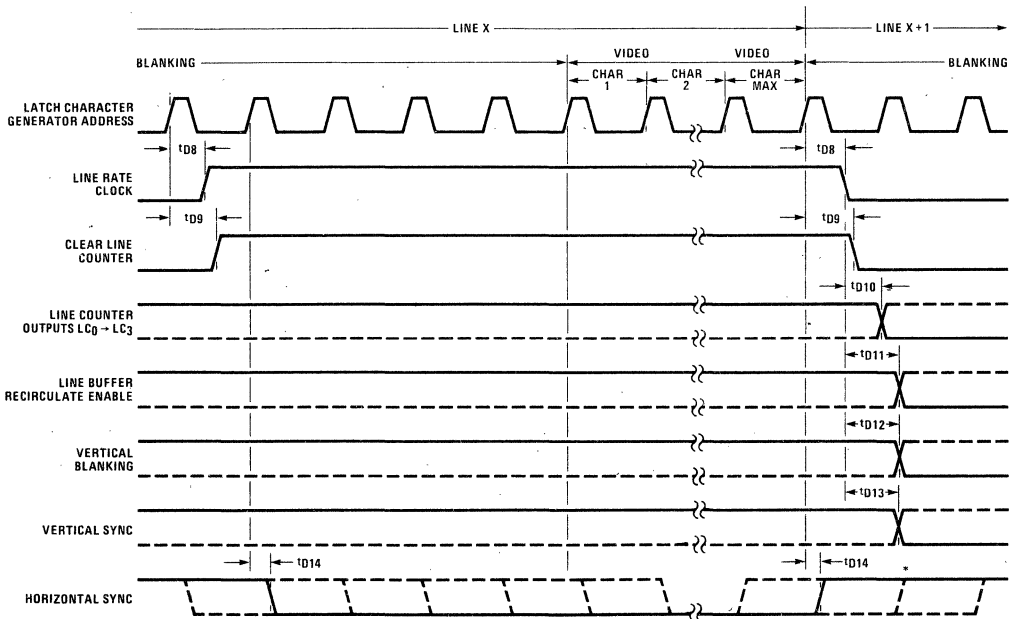 LINE X
LINE X + 1
BLANKING
VIDEO
VIDEO
BLANKING
CHAR
1
CHAR
2
CHAR
MAX
LATCH CHARACTER
GENERATOR ADDRESS
tD8
tD8
LINE RATE
CLOCK
tD9
tD9
CLEAR LINE
COUNTER
tD10
LINE COUNTER
OUTPUTS LC0 → LC3
tD11
LINE BUFFER
RECIRCULATE ENABLE
tD12
VERTICAL
BLANKING
tD13
VERTICAL SYNC
tD14
tD14
*
HORIZONTAL SYNC